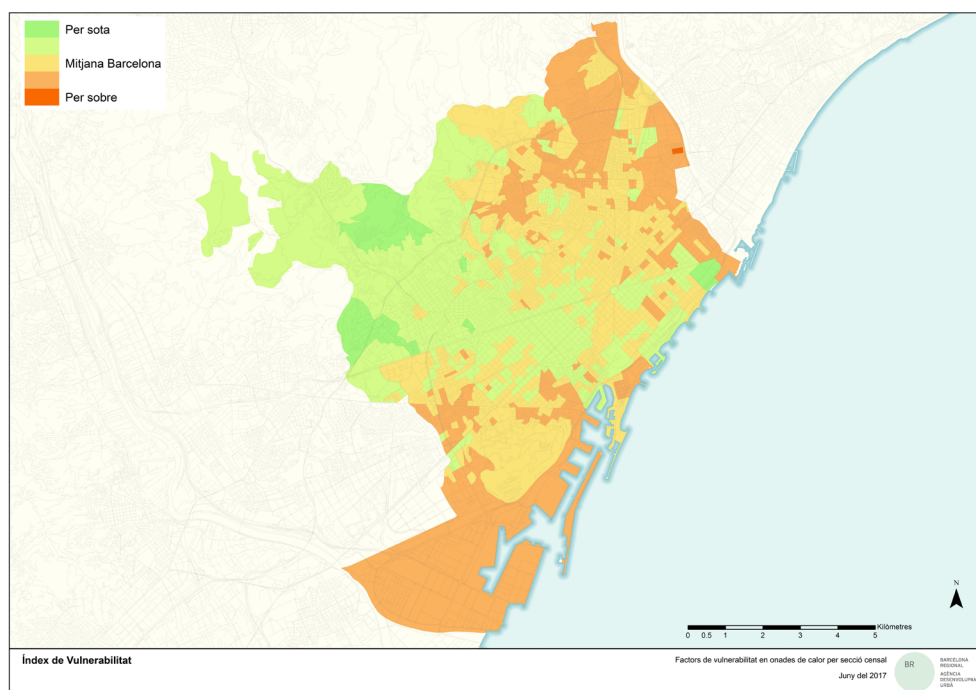 Per sota
Mitjana Barcelona
Per sobre
N
Kilòmetres
0 0.5 1 2 3 4 5
Índex de Vulnerabilitat
Factors de vulnerabilitat en onades de calor per secció censal
Juny del 2017
BR
BARCELONA
REGIONAL
AGÈNCIA
DESENVOLUPAMENT
URBÀ